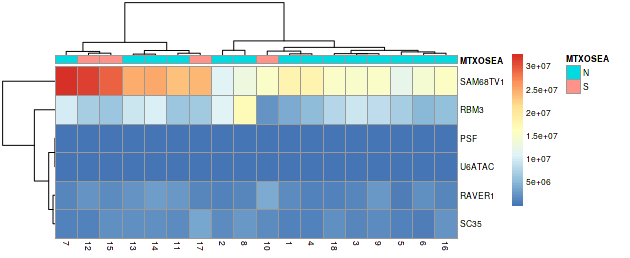 MTXOSEA
MTXOSEA
N
S
SAM68TV1
RBM3
PSF
U6ATAC
RAVER1
SC35
3e+07
2.5e+07
2e+07
1.5e+07
1e+07
5e+06
7 12 15 13 14 11 17 2 8 10 1 4 18 3 9 5 6 16